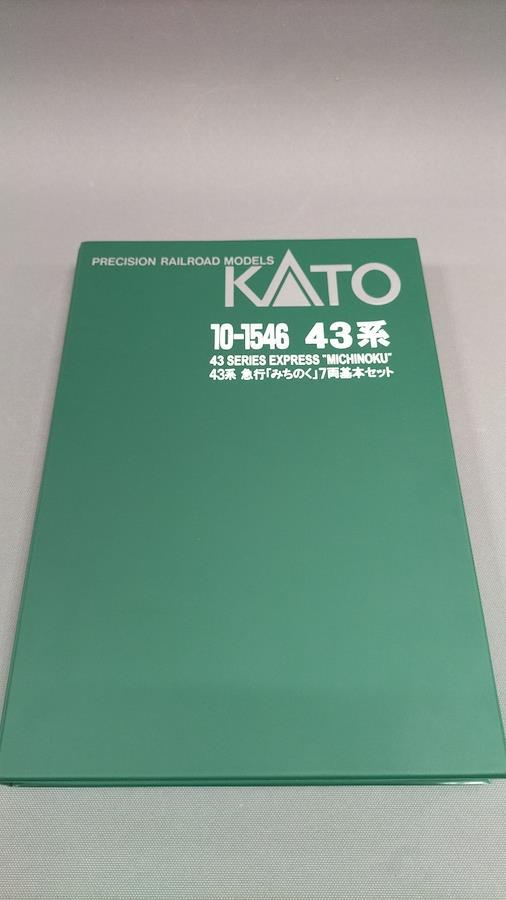 PRECISION RAILROAD MODELS
KATO
10-1546 43系
43 SERIES EXPRESS "MICHINOKU"
43系 急行「みちのく」7両基本セット